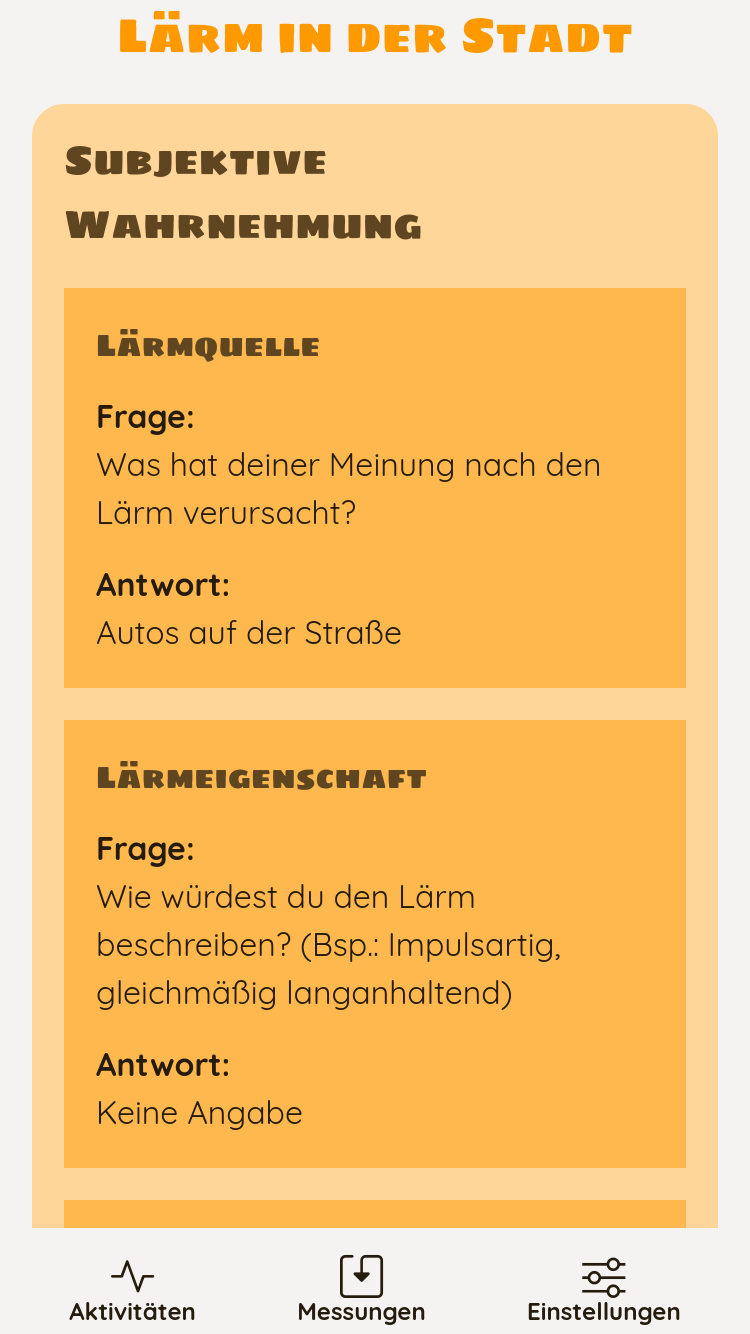 Lärm in der Stadt
Subjektive
Wahrnehmung
Lärmquelle
Frage:
Was hat deiner Meinung nach den
Lärm verursacht?
Antwort:
Autos auf der Straße
Lärmeigenschaft
Frage:
Wie würdest du den Lärm
beschreiben? (Bsp.: Impulsartig,
gleichmäßig langanhaltend)
Antwort:
Keine Angabe
Aktivitäten Messungen Einstellungen